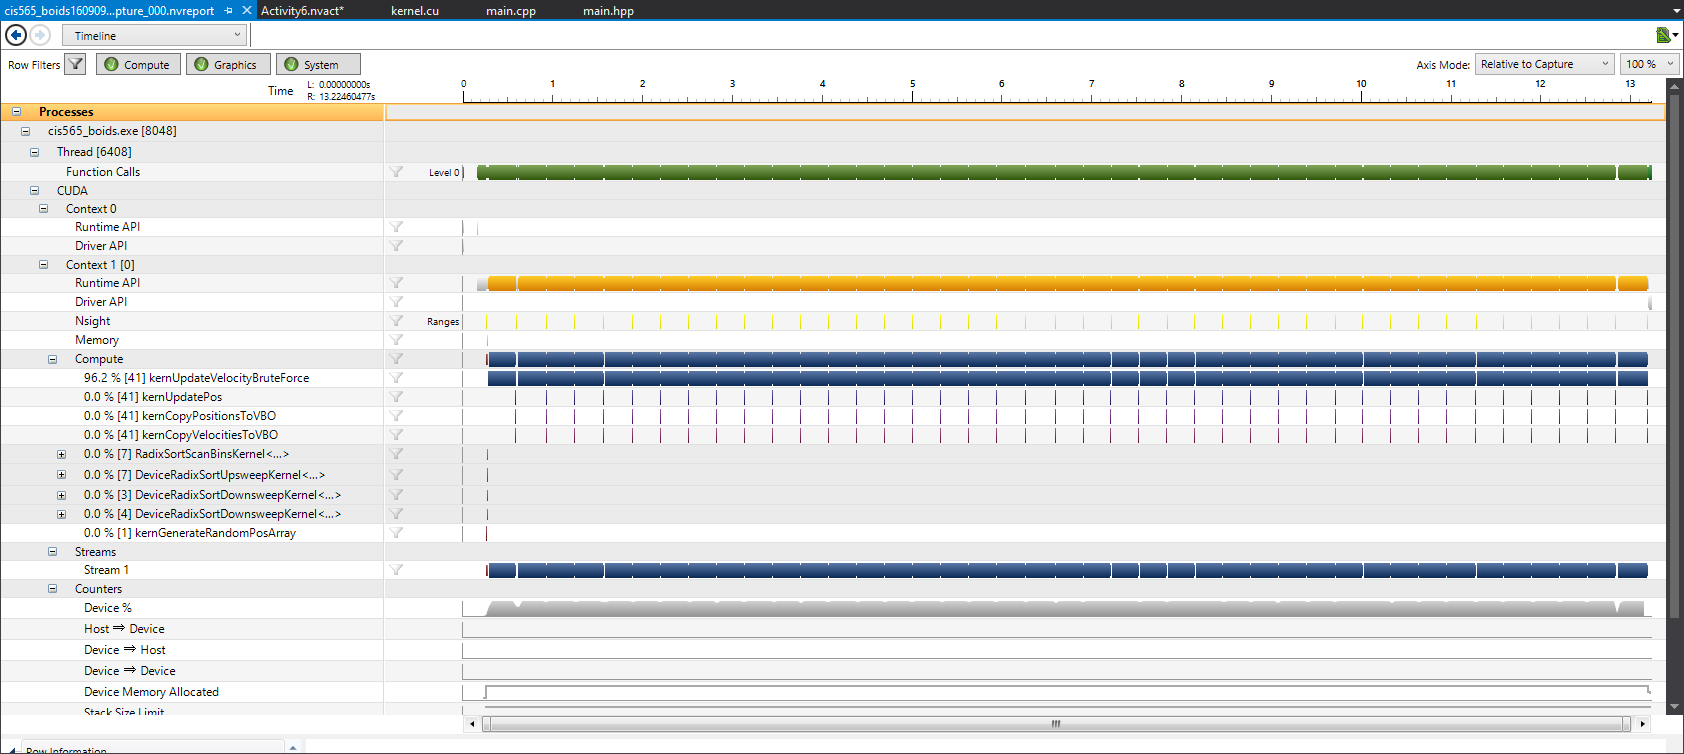 cis565_boids160909...pture_000.nvreport Activity6.nvact* kernel.cu main.cpp main.hpp
Timeline
Row Filters Compute Graphics System Axis Mode: Relative to Capture 100 %
Time L: 0.00000000s
R: 13.22460477s
0 1 2 3 4 5 6 7 8 9 10 11 12 13
Processes
cis565_boids.exe [8048]
Thread [6408]
Function Calls Level 0
CUDA
Context 0
Runtime API
Driver API
Context 1 [0]
Runtime API
Driver API
Nsight Ranges
Memory
Compute
96.2 % [41] kernUpdateVelocityBruteForce
0.0 % [41] kernUpdatePos
0.0 % [41] kernCopyPositionsToVBO
0.0 % [41] kernCopyVelocitiesToVBO
0.0 % [7] RadixSortScanBinsKernel<...>
0.0 % [7] DeviceRadixSortUpsweepKernel<...>
0.0 % [3] DeviceRadixSortDownsweepKernel<...>
0.0 % [4] DeviceRadixSortDownsweepKernel<...>
0.0 % [1] kernGenerateRandomPosArray
Streams
Stream 1
Counters
Device %
Host ⇒ Device
Device ⇒ Host
Device ⇒ Device
Device Memory Allocated
Stack Size Limit
Row Information